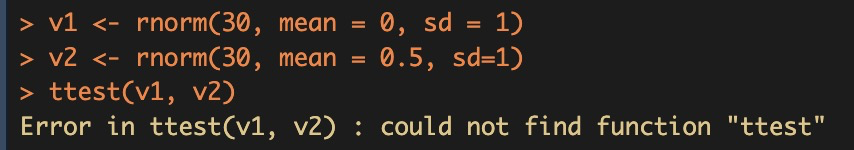 > v1 <- rnorm(30, mean = 0, sd = 1)
> v2 <- rnorm(30, mean = 0.5, sd=1)
> ttest(v1, v2)
Error in ttest(v1, v2) : could not find function "ttest"